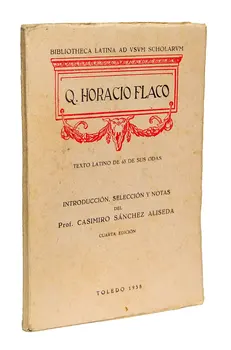 BIBLIOTHECA LATINA AD VSVM SCHOLARVM
Q. HORACIO FLACO
TEXTO LATINO DE 40 DE SUS ODAS
INTRODUCCIÓN, SELECCIÓN Y NOTAS
DEL
Prof. CASIMIRO SÁNCHEZ ALISEDA
CUARTA EDICION
TOLEDO 1958